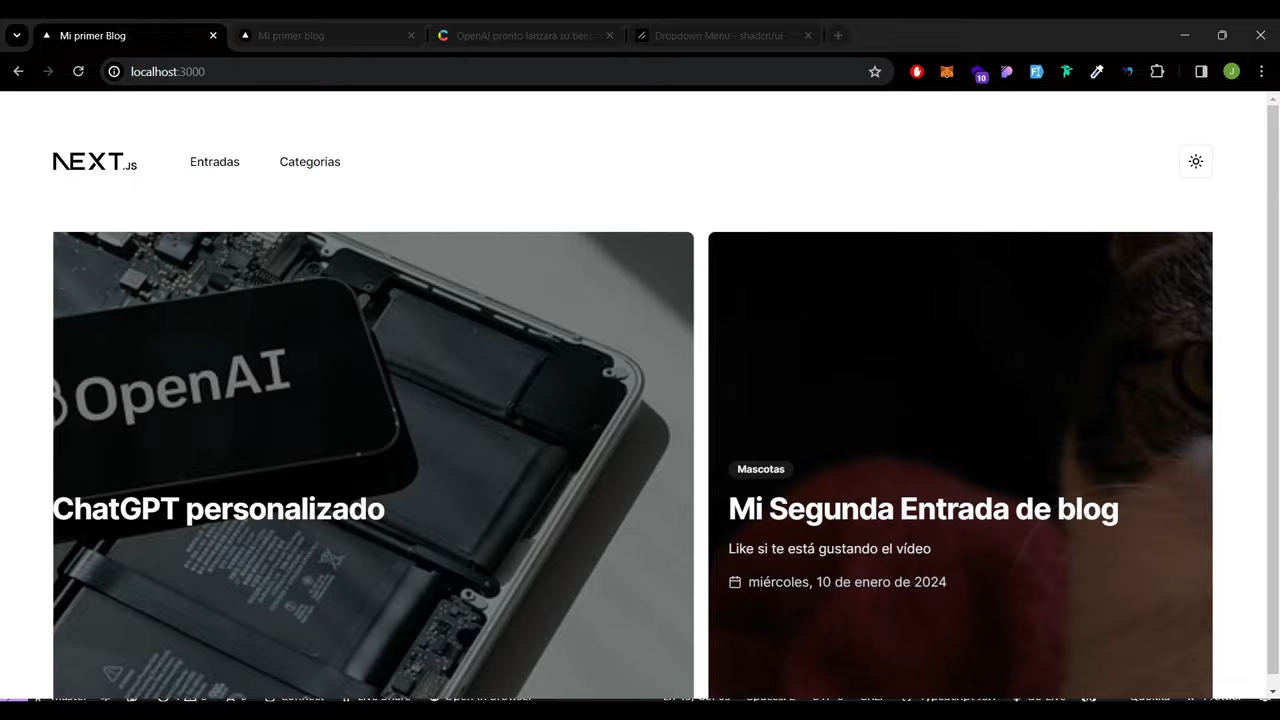 Mi primer Blog
Mi primer blog
OpenAI pronto lanzará su tien
Dropdown Menu - shadcn/ui
localhost:3000
10
J
NEXT.JS
Entradas
Categorias
OpenAI
ChatGPT personalizado
Mascotas
Mi Segunda Entrada de blog
Like si te está gustando el vídeo
miércoles, 10 de enero de 2024